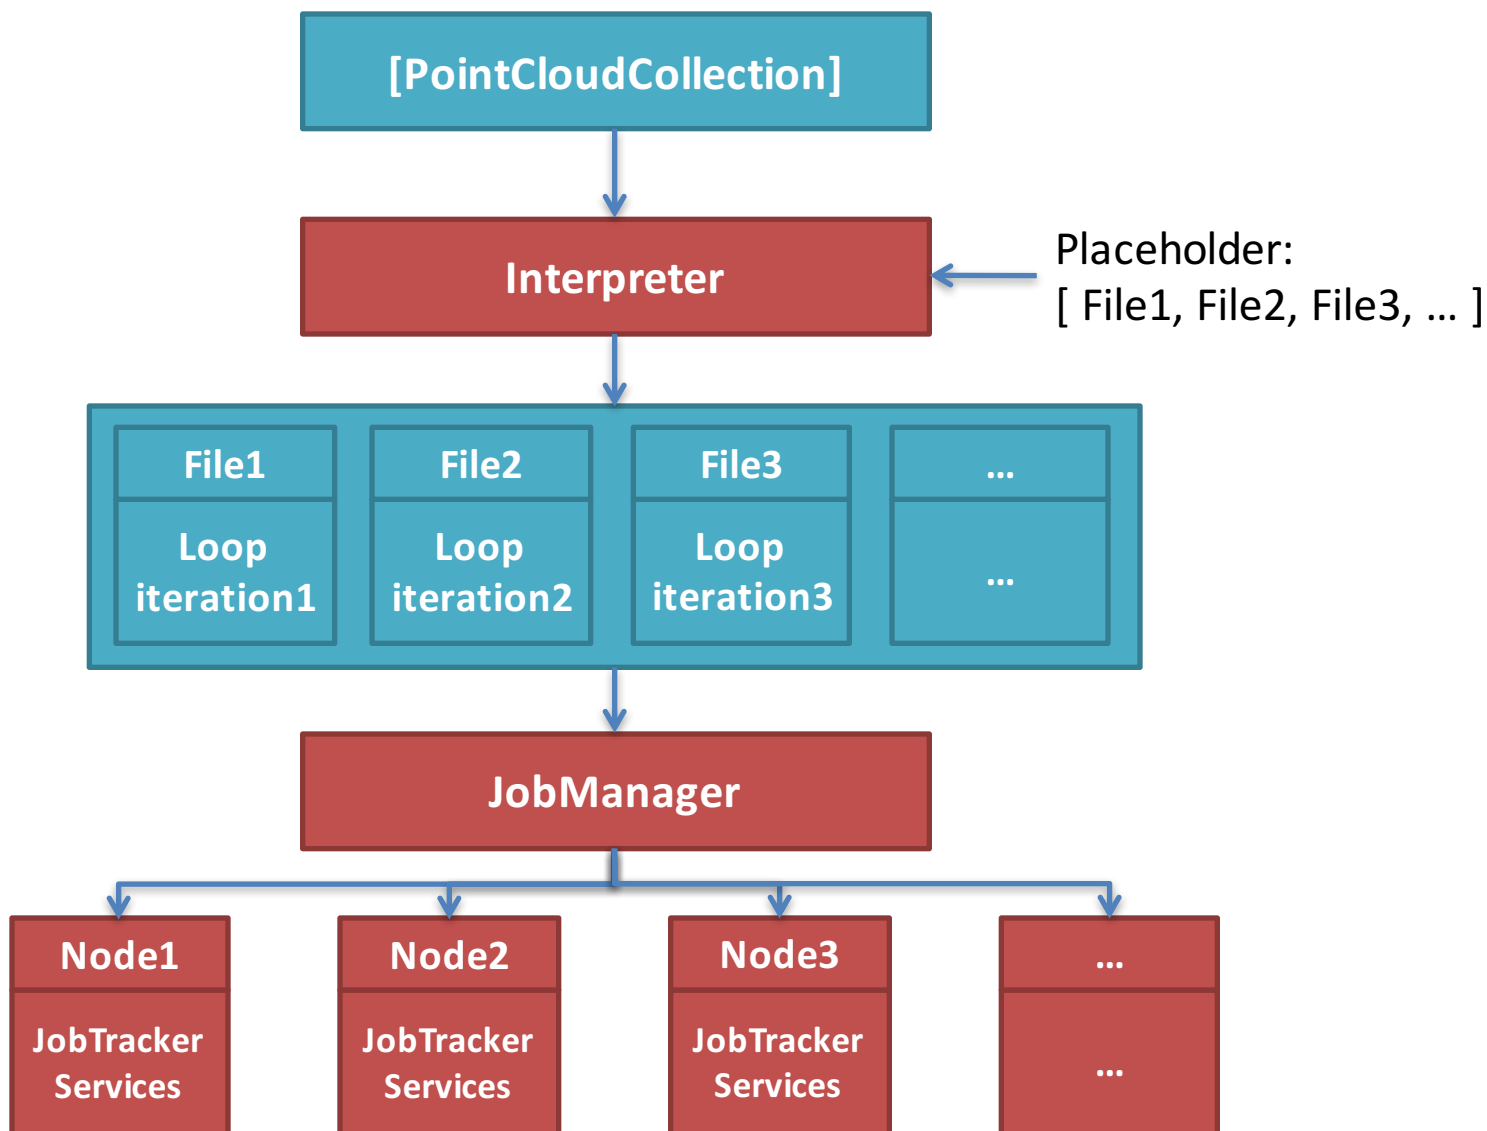 [PointCloudCollection]
Interpreter
Placeholder:
[ File1, File2, File3, … ]
File1
File2
File3
…
Loop
iteration1
Loop
iteration2
Loop
iteration3
…
JobManager
Node1
Node2
Node3
…
JobTracker
Services
JobTracker
Services
JobTracker
Services
…